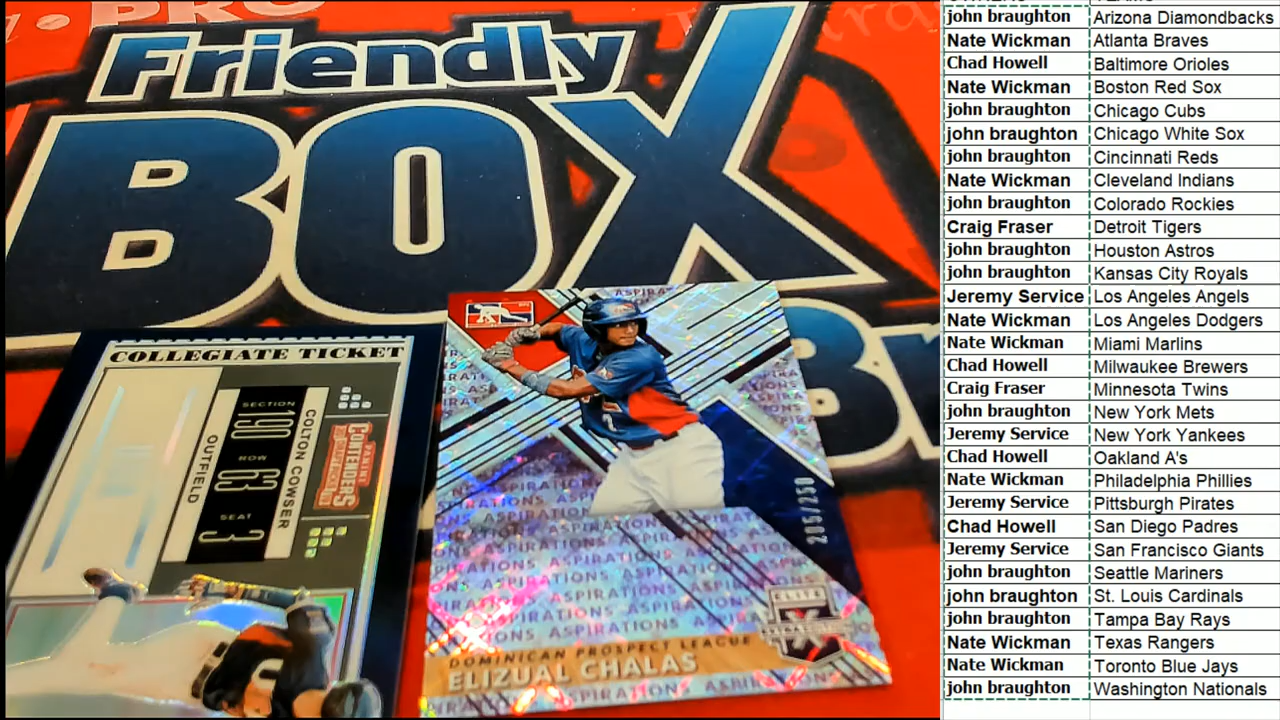 PRO
Friendly
BOX
Br
COLLEGIATE TICKET
SECTION ROW SEAT
190 63 3
COLTON COWSER
OUTFIELD
PANINI
CONTENDERS
ASPIRATIONS
205/250
ELITE
EXTRA EDITION
DOMINICAN PROSPECT LEAGUE
ELIZUAL CHALAS
john braughton Arizona Diamondbacks
Nate Wickman Atlanta Braves
Chad Howell Baltimore Orioles
Nate Wickman Boston Red Sox
john braughton Chicago Cubs
john braughton Chicago White Sox
john braughton Cincinnati Reds
Nate Wickman Cleveland Indians
john braughton Colorado Rockies
Craig Fraser Detroit Tigers
john braughton Houston Astros
john braughton Kansas City Royals
Jeremy Service Los Angeles Angels
Nate Wickman Los Angeles Dodgers
Nate Wickman Miami Marlins
Chad Howell Milwaukee Brewers
Craig Fraser Minnesota Twins
john braughton New York Mets
Jeremy Service New York Yankees
Chad Howell Oakland A's
Nate Wickman Philadelphia Phillies
Jeremy Service Pittsburgh Pirates
Chad Howell San Diego Padres
Jeremy Service San Francisco Giants
john braughton Seattle Mariners
john braughton St. Louis Cardinals
john braughton Tampa Bay Rays
Nate Wickman Texas Rangers
Nate Wickman Toronto Blue Jays
john braughton Washington Nationals